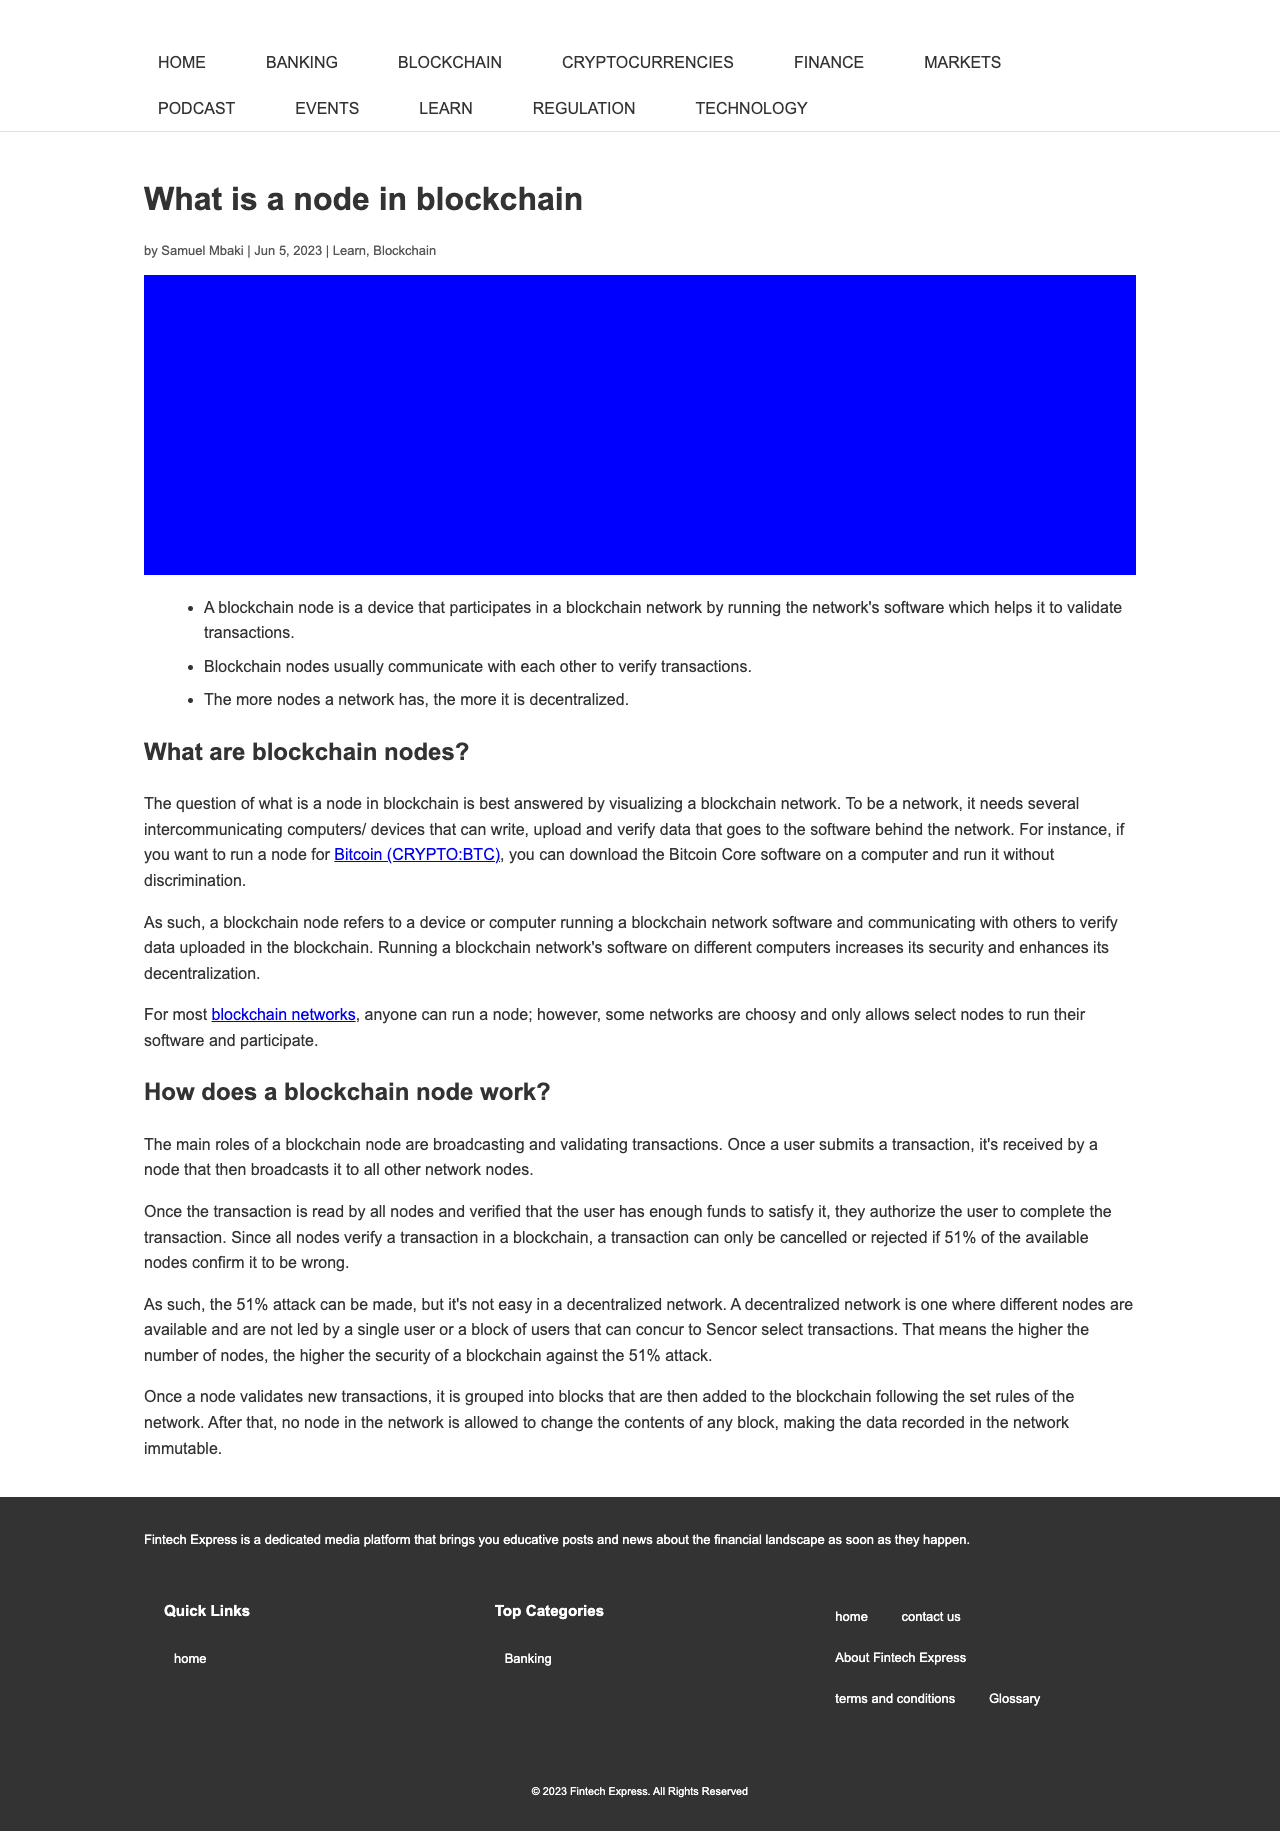 HOME BANKING BLOCKCHAIN CRYPTOCURRENCIES FINANCE MARKETS
PODCAST EVENTS LEARN REGULATION TECHNOLOGY
What is a node in blockchain
by Samuel Mbaki | Jun 5, 2023 | Learn, Blockchain
• A blockchain node is a device that participates in a blockchain network by running the network's software which helps it to validate
transactions.
• Blockchain nodes usually communicate with each other to verify transactions.
• The more nodes a network has, the more it is decentralized.
What are blockchain nodes?
The question of what is a node in blockchain is best answered by visualizing a blockchain network. To be a network, it needs several
intercommunicating computers/ devices that can write, upload and verify data that goes to the software behind the network. For instance, if
you want to run a node for Bitcoin (CRYPTO:BTC), you can download the Bitcoin Core software on a computer and run it without
discrimination.
As such, a blockchain node refers to a device or computer running a blockchain network software and communicating with others to verify
data uploaded in the blockchain. Running a blockchain network's software on different computers increases its security and enhances its
decentralization.
For most blockchain networks, anyone can run a node; however, some networks are choosy and only allows select nodes to run their
software and participate.
How does a blockchain node work?
The main roles of a blockchain node are broadcasting and validating transactions. Once a user submits a transaction, it's received by a
node that then broadcasts it to all other network nodes.
Once the transaction is read by all nodes and verified that the user has enough funds to satisfy it, they authorize the user to complete the
transaction. Since all nodes verify a transaction in a blockchain, a transaction can only be cancelled or rejected if 51% of the available
nodes confirm it to be wrong.
As such, the 51% attack can be made, but it's not easy in a decentralized network. A decentralized network is one where different nodes are
available and are not led by a single user or a block of users that can concur to Sencor select transactions. That means the higher the
number of nodes, the higher the security of a blockchain against the 51% attack.
Once a node validates new transactions, it is grouped into blocks that are then added to the blockchain following the set rules of the
network. After that, no node in the network is allowed to change the contents of any block, making the data recorded in the network
immutable.
Fintech Express is a dedicated media platform that brings you educative posts and news about the financial landscape as soon as they happen.
Quick Links
home
Top Categories
Banking
home contact us
About Fintech Express
terms and conditions Glossary
© 2023 Fintech Express. All Rights Reserved